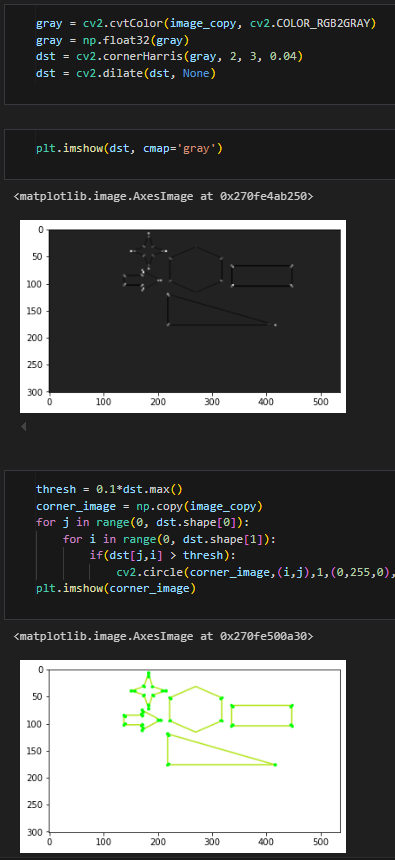 gray = cv2.cvtColor(image_copy, cv2.COLOR_RGB2GRAY)
gray = np.float32(gray)
dst = cv2.cornerHarris(gray, 2, 3, 0.04)
dst = cv2.dilate(dst, None)
plt.imshow(dst, cmap='gray')
<matplotlib.image.AxesImage at 0x270fe4ab250>
0
50
100
150
200
250
300
0 100 200 300 400 500
thresh = 0.1*dst.max()
corner_image = np.copy(image_copy)
for j in range(0, dst.shape[0]):
for i in range(0, dst.shape[1]):
if(dst[j,i] > thresh):
cv2.circle(corner_image,(i,j),1,(0,255,0),
plt.imshow(corner_image)
<matplotlib.image.AxesImage at 0x270fe500a30>
0
50
100
150
200
250
300
0 100 200 300 400 500